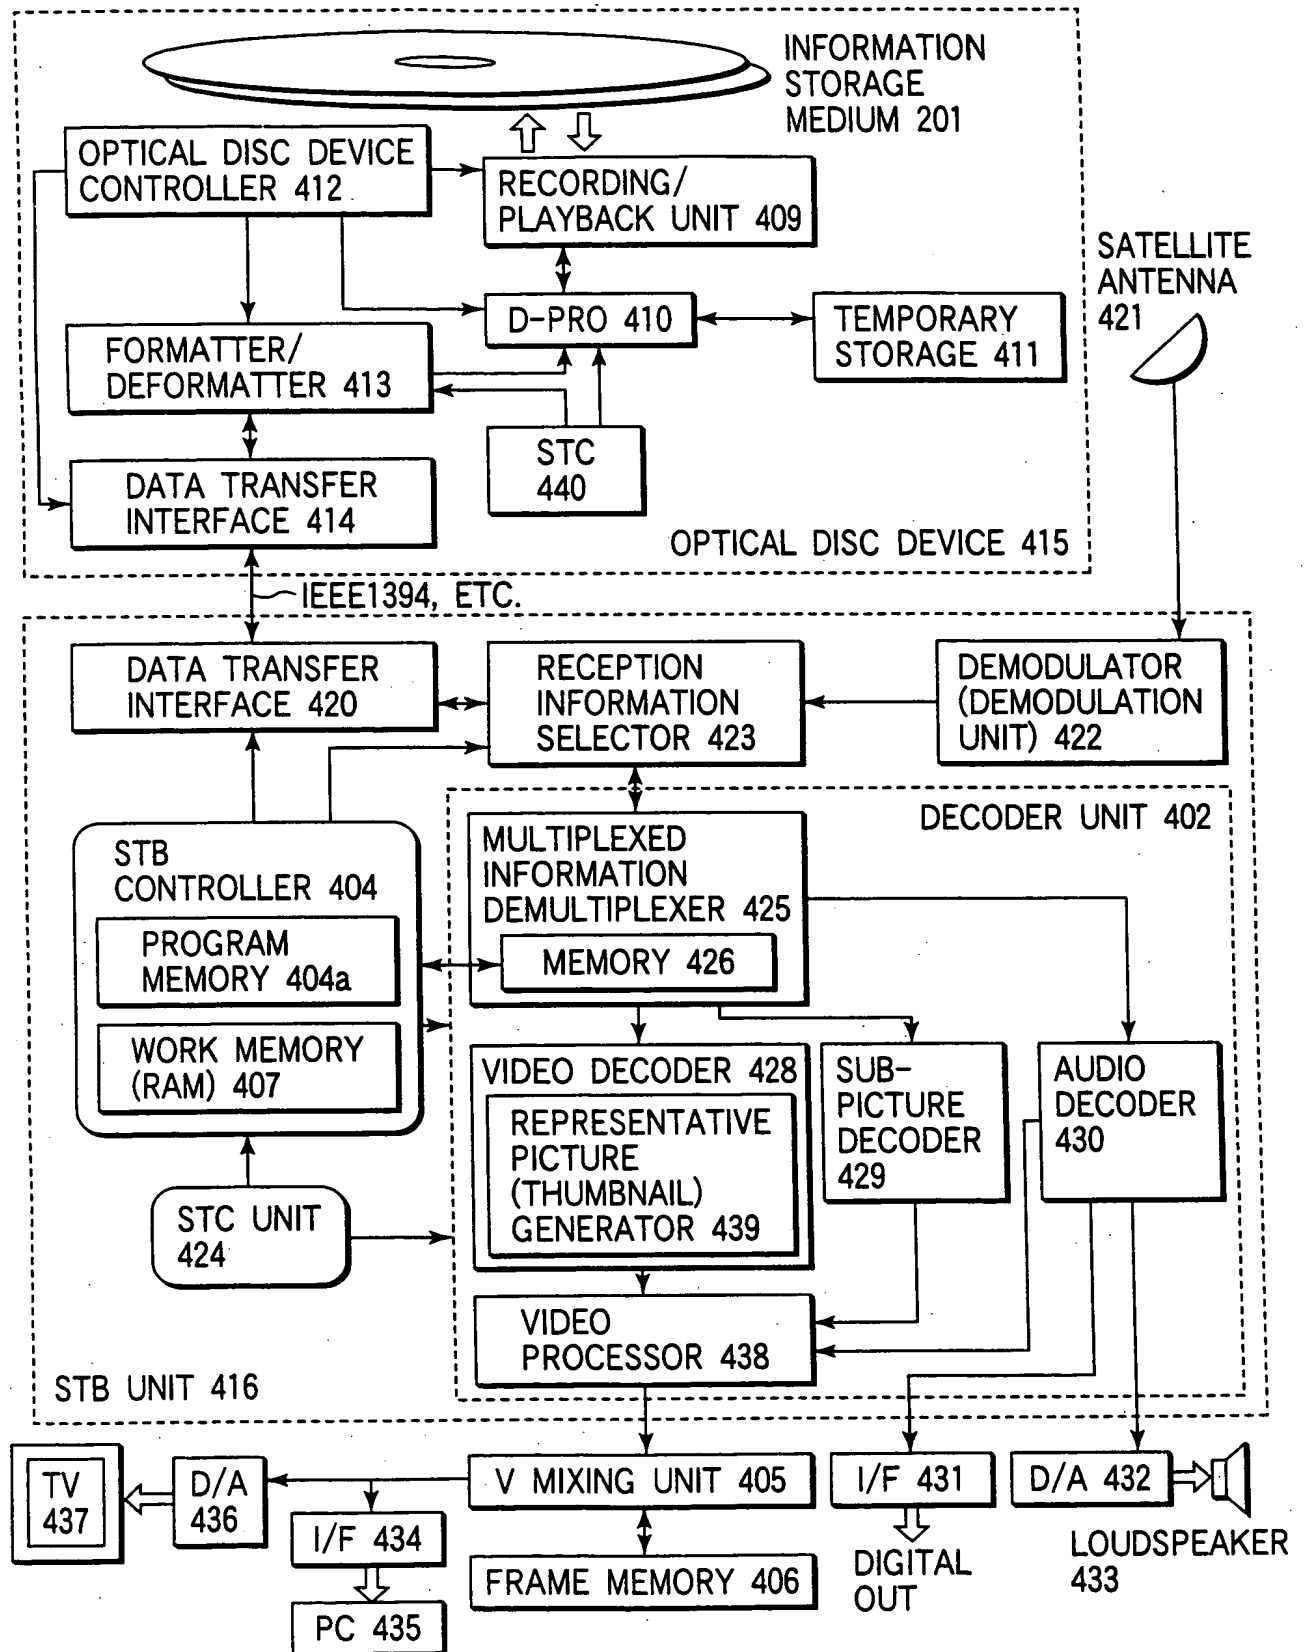 INFORMATION
STORAGE
MEDIUM 201
OPTICAL DISC DEVICE
CONTROLLER 412
RECORDING/
PLAYBACK UNIT 409
SATELLITE
ANTENNA
421
D-PRO 410
TEMPORARY
STORAGE 411
FORMATTER/
DEFORMATTER 413
STC
440
DATA TRANSFER
INTERFACE 414
OPTICAL DISC DEVICE 415
IEEE1394, ETC.
DATA TRANSFER
INTERFACE 420
RECEPTION
INFORMATION
SELECTOR 423
DEMODULATOR
(DEMODULATION
UNIT) 422
DECODER UNIT 402
STB
CONTROLLER 404
PROGRAM
MEMORY 404a
WORK MEMORY
(RAM) 407
MULTIPLEXED
INFORMATION
DEMULTIPLEXER 425
MEMORY 426
VIDEO DECODER 428
REPRESENTATIVE
PICTURE
(THUMBNAIL)
GENERATOR 439
SUB-
PICTURE
DECODER
429
AUDIO
DECODER
430
STC UNIT
424
VIDEO
PROCESSOR 438
STB UNIT 416
TV
437
D/A
436
V MIXING UNIT 405
I/F 431
D/A 432
I/F 434
FRAME MEMORY 406
DIGITAL
OUT
LOUDSPEAKER
433
PC 435